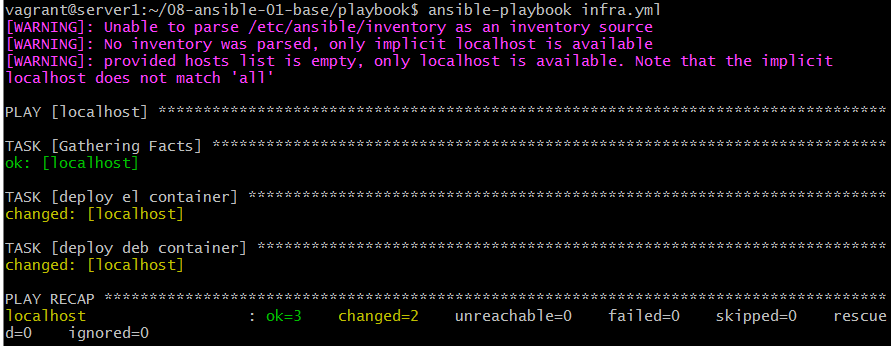 vagrant@server1:~/08-ansible-01-base/playbook$ ansible-playbook infra.yml
[WARNING]: Unable to parse /etc/ansible/inventory as an inventory source
[WARNING]: No inventory was parsed, only implicit localhost is available
[WARNING]: provided hosts list is empty, only localhost is available. Note that the implicit
localhost does not match 'all'
PLAY [localhost] *********************************************************************************
TASK [Gathering Facts] ***************************************************************************
ok: [localhost]
TASK [deploy el container] ***********************************************************************
changed: [localhost]
TASK [deploy deb container] **********************************************************************
changed: [localhost]
PLAY RECAP ***************************************************************************************
localhost                  : ok=3    changed=2    unreachable=0    failed=0    skipped=0    rescue
d=0    ignored=0